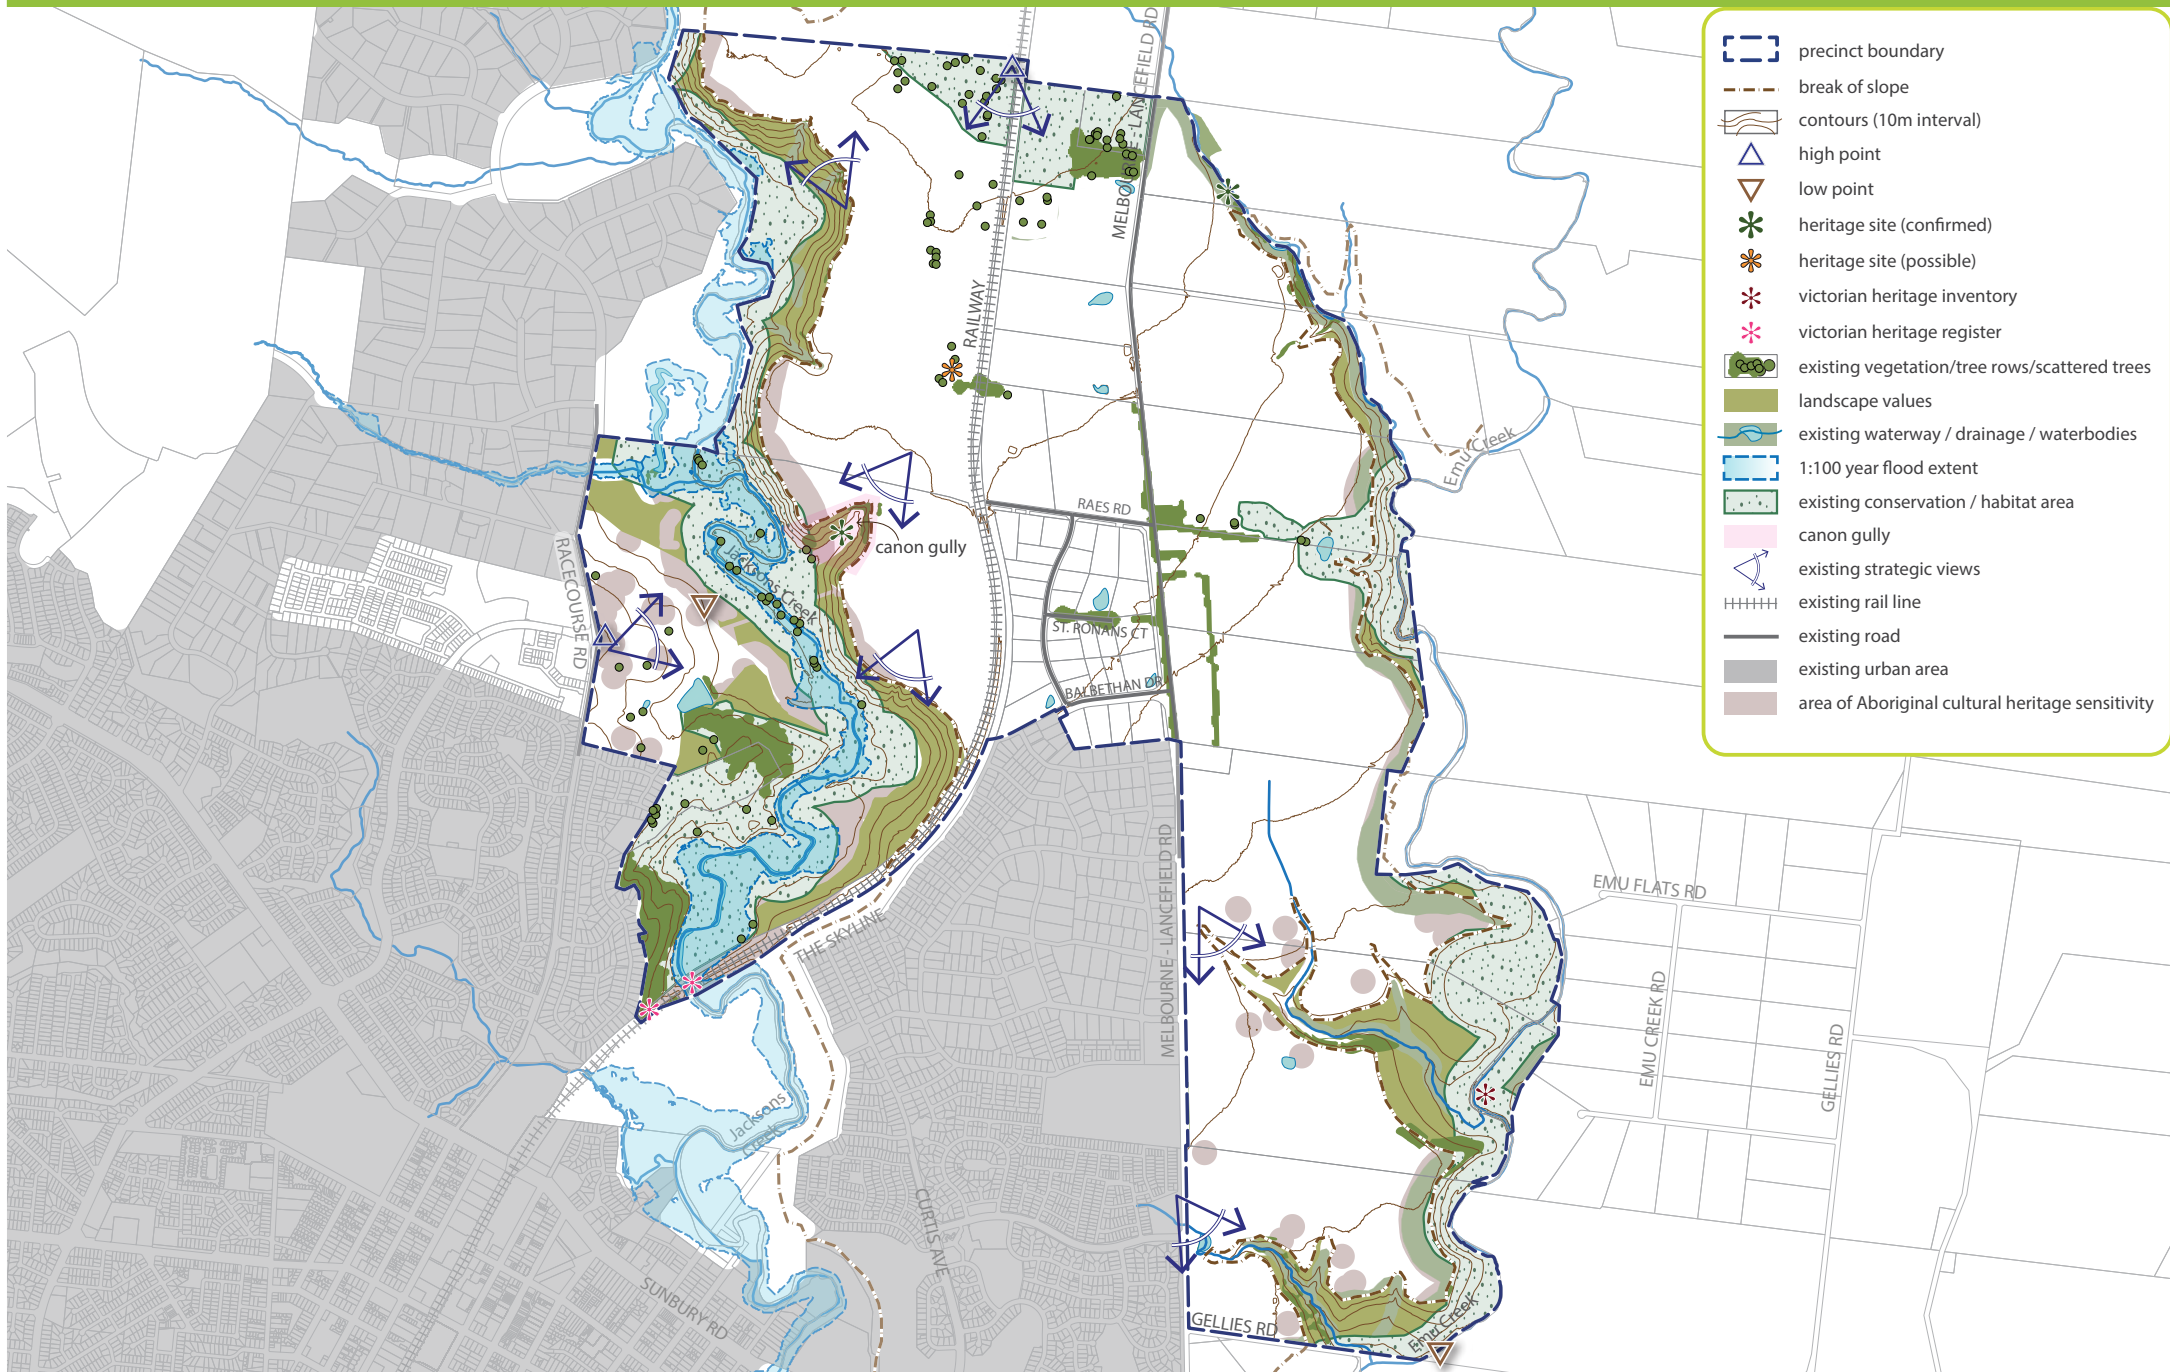 precinct boundary
break of slope
contours (10m interval)
high point
low point
heritage site (confirmed)
heritage site (possible)
victorian heritage inventory
victorian heritage register
existing vegetation/tree rows/scattered trees
landscape values
existing waterway / drainage / waterbodies
1:100 year flood extent
existing conservation / habitat area
canon gully
existing strategic views
existing rail line
existing road
existing urban area
area of Aboriginal cultural heritage sensitivity
MELBOURNE - LANCEFIELD RD
RAILWAY
Emu Creek
RAES RD
canon gully
RACECOURSE RD
Jacksons Creek
ST. RONANS CT
BALBETHAN DR
MELBOURNE - LANCEFIELD RD
THE SKYLINE
EMU FLATS RD
EMU CREEK RD
GELLIES RD
Jacksons
Creek
CURTIS AVE
SUNBURY RD
GELLIES RD
Emu Creek